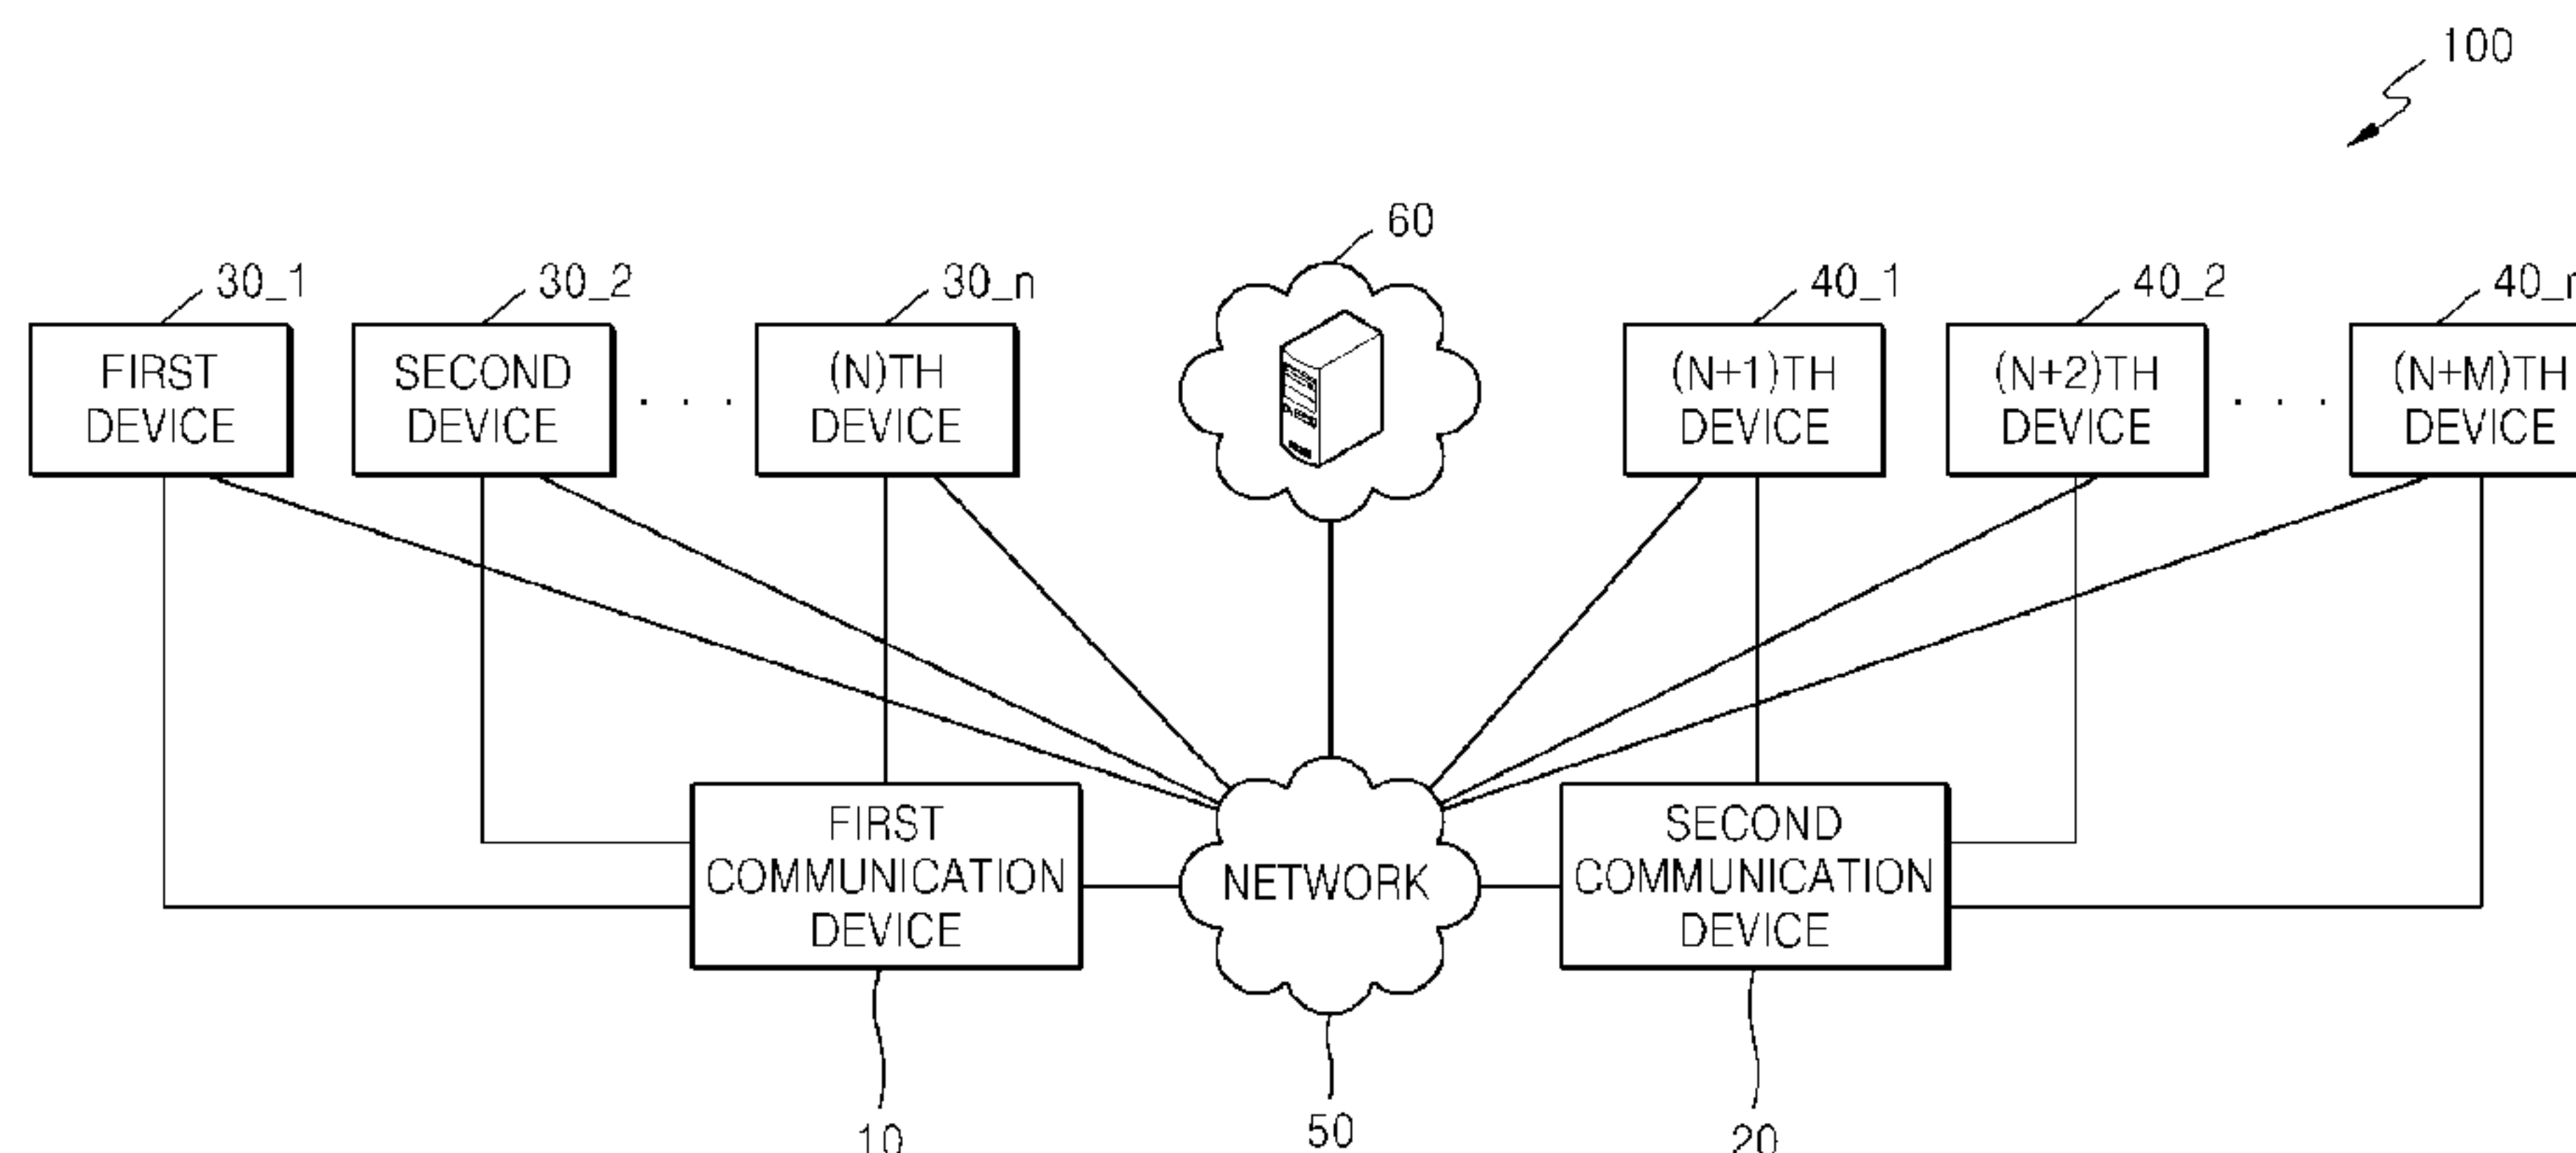 100
60
30_1
30_2
30_n
40_1
40_2
FIRST
DEVICE
SECOND
DEVICE
. . .
(N)TH
DEVICE
(N+1)TH
DEVICE
(N+2)TH
DEVICE
. . .
(N+M)TH
DEVICE
FIRST
COMMUNICATION
DEVICE
NETWORK
SECOND
COMMUNICATION
DEVICE
10
50
20